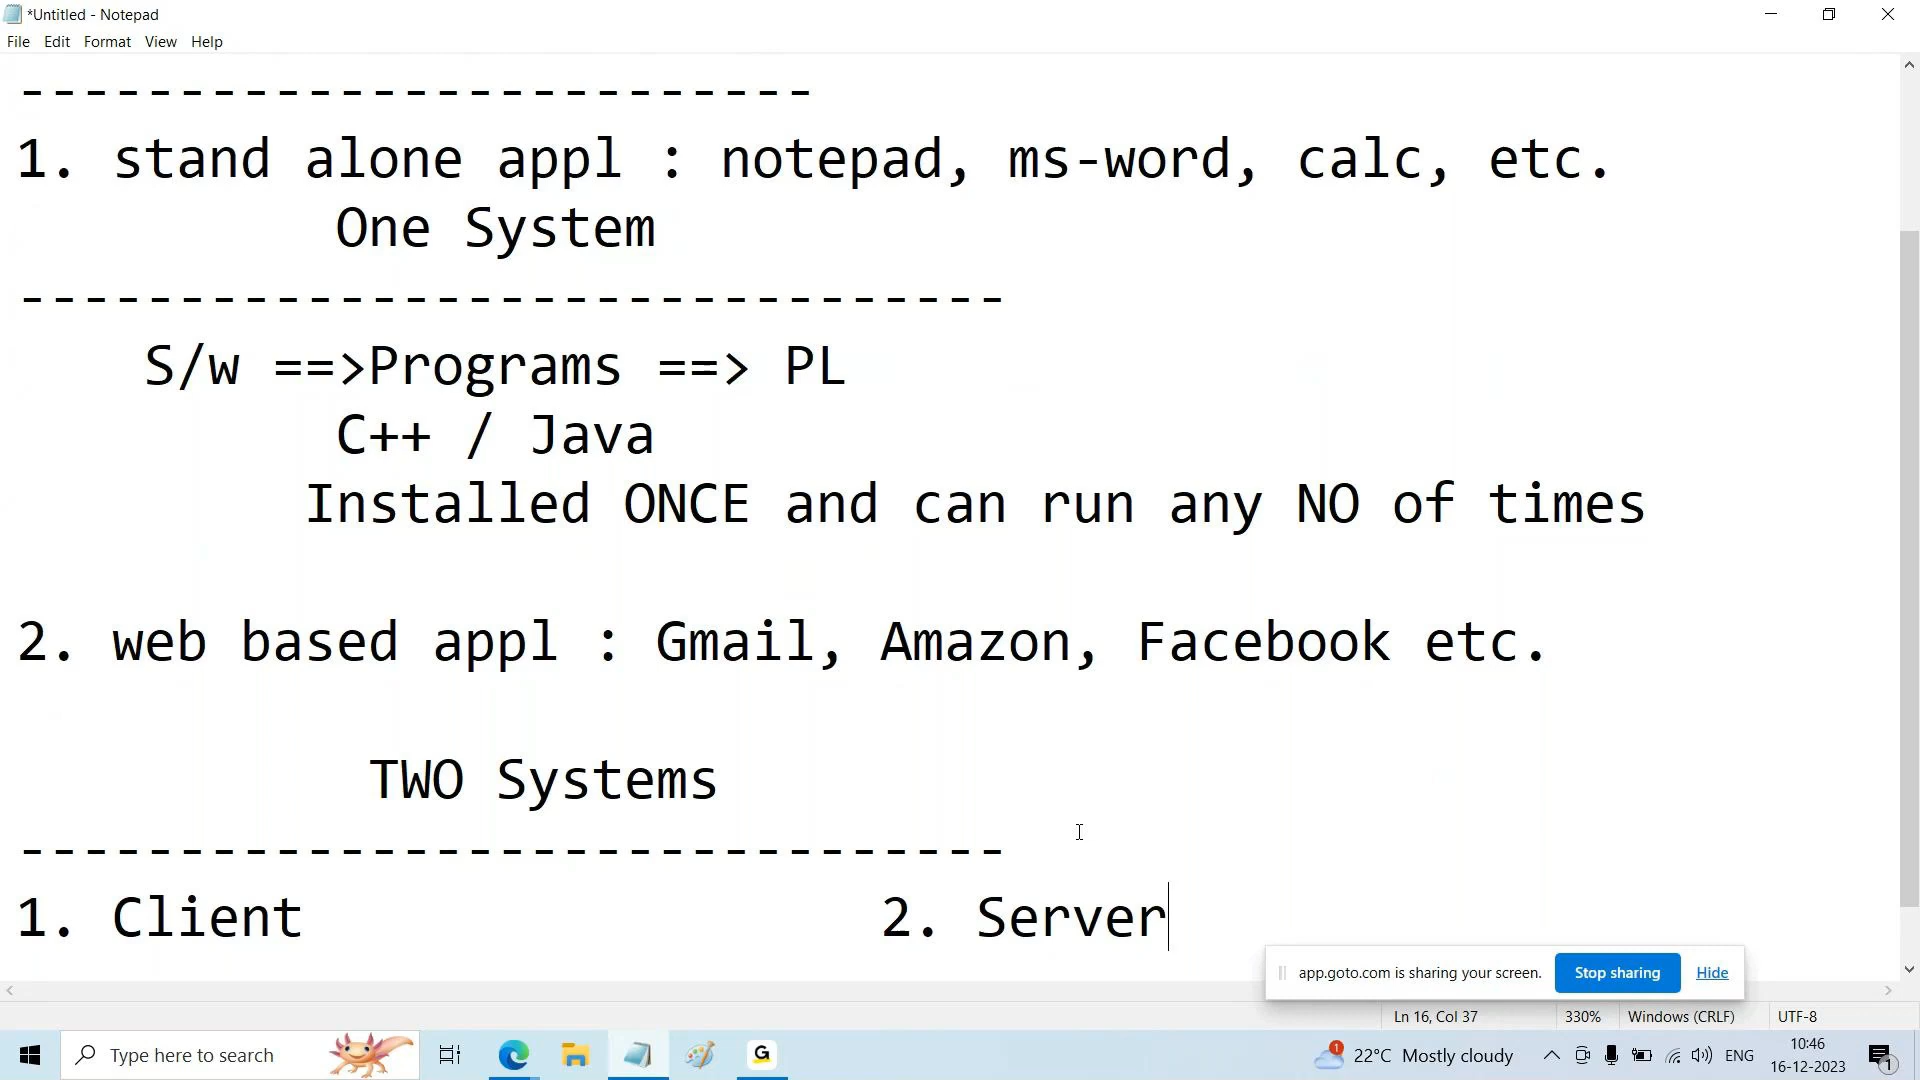 *Untitled - Notepad
File Edit Format View Help
-------------------------
1. stand alone appl : notepad, ms-word, calc, etc.
One System
-------------------------------
S/w ==>Programs ==> PL
C++ / Java
Installed ONCE and can run any NO of times
2. web based appl : Gmail, Amazon, Facebook etc.
TWO Systems
-------------------------------
1. Client 2. Server
app.goto.com is sharing your screen. Stop sharing Hide
Ln 16, Col 37 330% Windows (CRLF) UTF-8
Type here to search 1 22°C Mostly cloudy ENG 10:46
16-12-2023 1